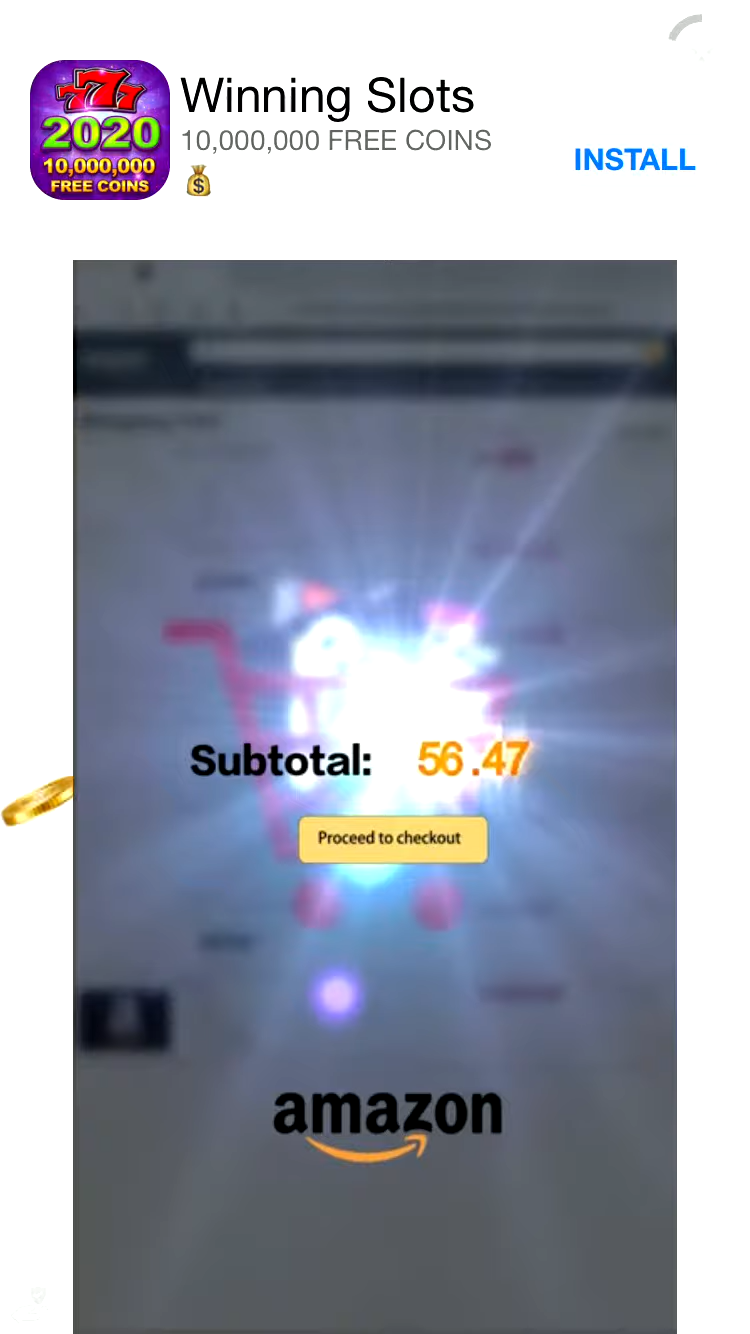 777
2020
10,000,000
FREE COINS
Winning Slots
10,000,000 FREE COINS
INSTALL
Subtotal: 56.47
Proceed to checkout
amazon